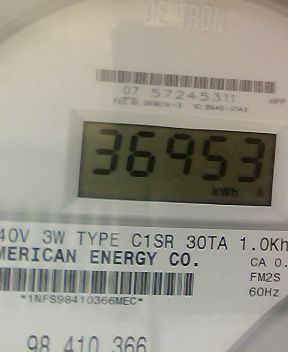 CENTRON®
07 57245311
36953
kWh
40V 3W TYPE C1SR 30TA 1.0Kh
MERICAN ENERGY CO.
CA 0.
FM2S
60Hz
*1NFS98410366MEC*
98 410 366